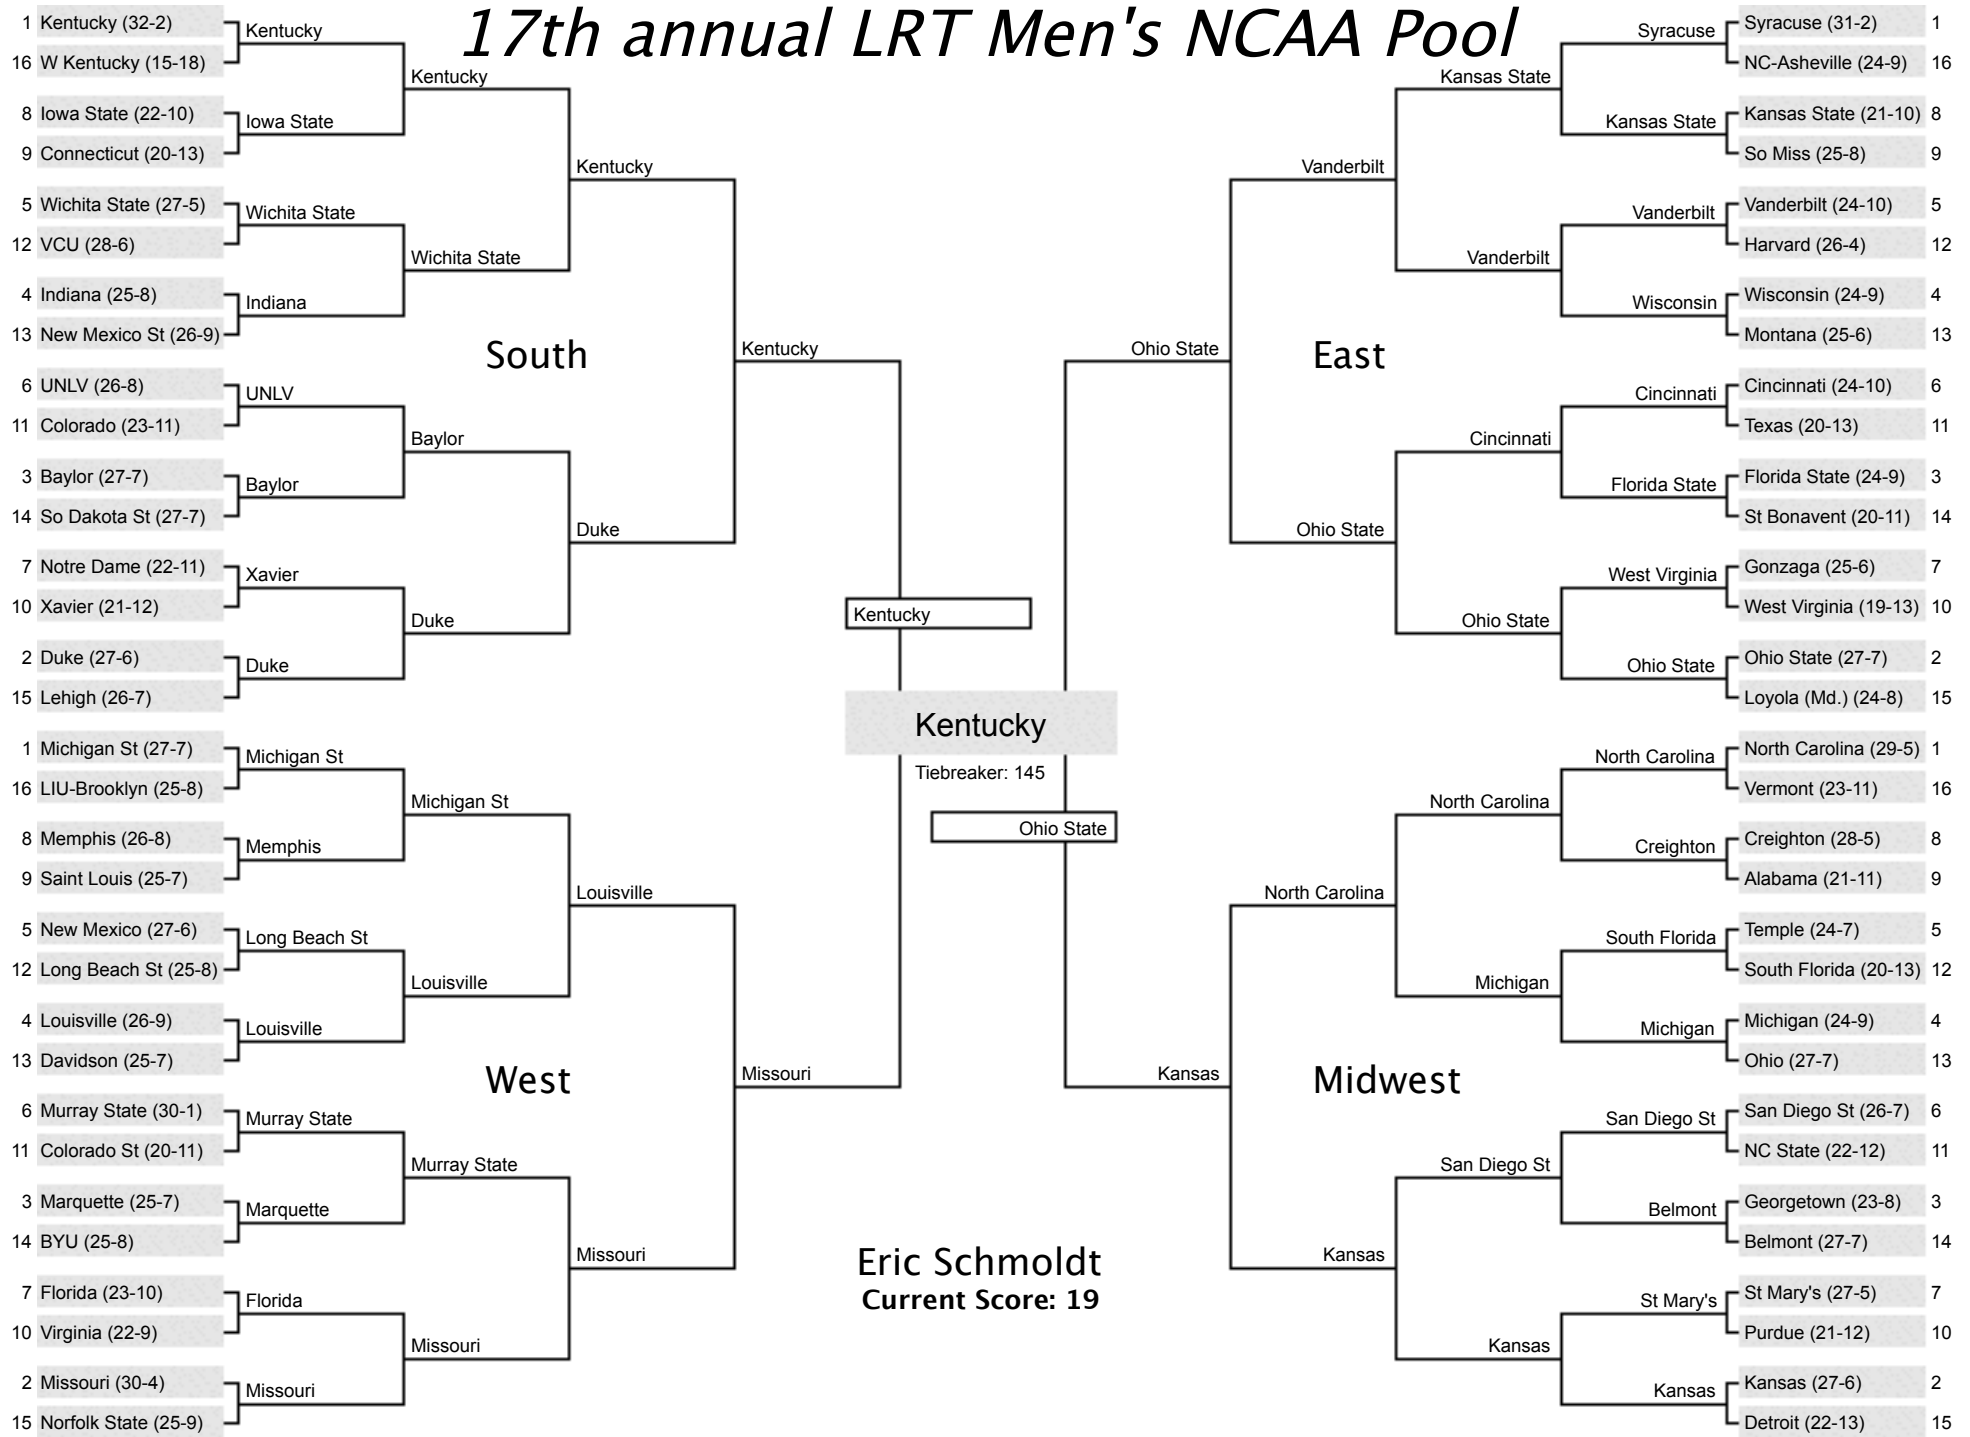 17th annual LRT Men's NCAA Pool
1 Kentucky (32-2)
16 W Kentucky (15-18)
8 Iowa State (22-10)
9 Connecticut (20-13)
5 Wichita State (27-5)
12 VCU (28-6)
4 Indiana (25-8)
13 New Mexico St (26-9)
6 UNLV (26-8)
11 Colorado (23-11)
3 Baylor (27-7)
14 So Dakota St (27-7)
7 Notre Dame (22-11)
10 Xavier (21-12)
2 Duke (27-6)
15 Lehigh (26-7)
Kentucky
Iowa State
Wichita State
Indiana
UNLV
Baylor
Xavier
Duke
Kentucky
Wichita State
Baylor
Duke
Kentucky
Duke
Kentucky
South
1 Michigan St (27-7)
16 LIU-Brooklyn (25-8)
8 Memphis (26-8)
9 Saint Louis (25-7)
5 New Mexico (27-6)
12 Long Beach St (25-8)
4 Louisville (26-9)
13 Davidson (25-7)
6 Murray State (30-1)
11 Colorado St (20-11)
3 Marquette (25-7)
14 BYU (25-8)
7 Florida (23-10)
10 Virginia (22-9)
2 Missouri (30-4)
15 Norfolk State (25-9)
Michigan St
Memphis
Long Beach St
Louisville
Murray State
Marquette
Florida
Missouri
Michigan St
Louisville
Murray State
Missouri
Louisville
Missouri
Missouri
West
Kentucky
Kentucky
Tiebreaker: 145
Ohio State
Eric Schmoldt
Current Score: 19
Syracuse (31-2) 1
NC-Asheville (24-9) 16
Kansas State (21-10) 8
So Miss (25-8) 9
Vanderbilt (24-10) 5
Harvard (26-4) 12
Wisconsin (24-9) 4
Montana (25-6) 13
Cincinnati (24-10) 6
Texas (20-13) 11
Florida State (24-9) 3
St Bonavent (20-11) 14
Gonzaga (25-6) 7
West Virginia (19-13) 10
Ohio State (27-7) 2
Loyola (Md.) (24-8) 15
Syracuse
Kansas State
Vanderbilt
Wisconsin
Cincinnati
Florida State
West Virginia
Ohio State
Kansas State
Vanderbilt
Cincinnati
Ohio State
Vanderbilt
Ohio State
Ohio State
East
North Carolina (29-5) 1
Vermont (23-11) 16
Creighton (28-5) 8
Alabama (21-11) 9
Temple (24-7) 5
South Florida (20-13) 12
Michigan (24-9) 4
Ohio (27-7) 13
San Diego St (26-7) 6
NC State (22-12) 11
Georgetown (23-8) 3
Belmont (27-7) 14
St Mary's (27-5) 7
Purdue (21-12) 10
Kansas (27-6) 2
Detroit (22-13) 15
North Carolina
Creighton
South Florida
Michigan
San Diego St
Belmont
St Mary's
Kansas
North Carolina
Michigan
San Diego St
Kansas
North Carolina
Kansas
Kansas
Midwest